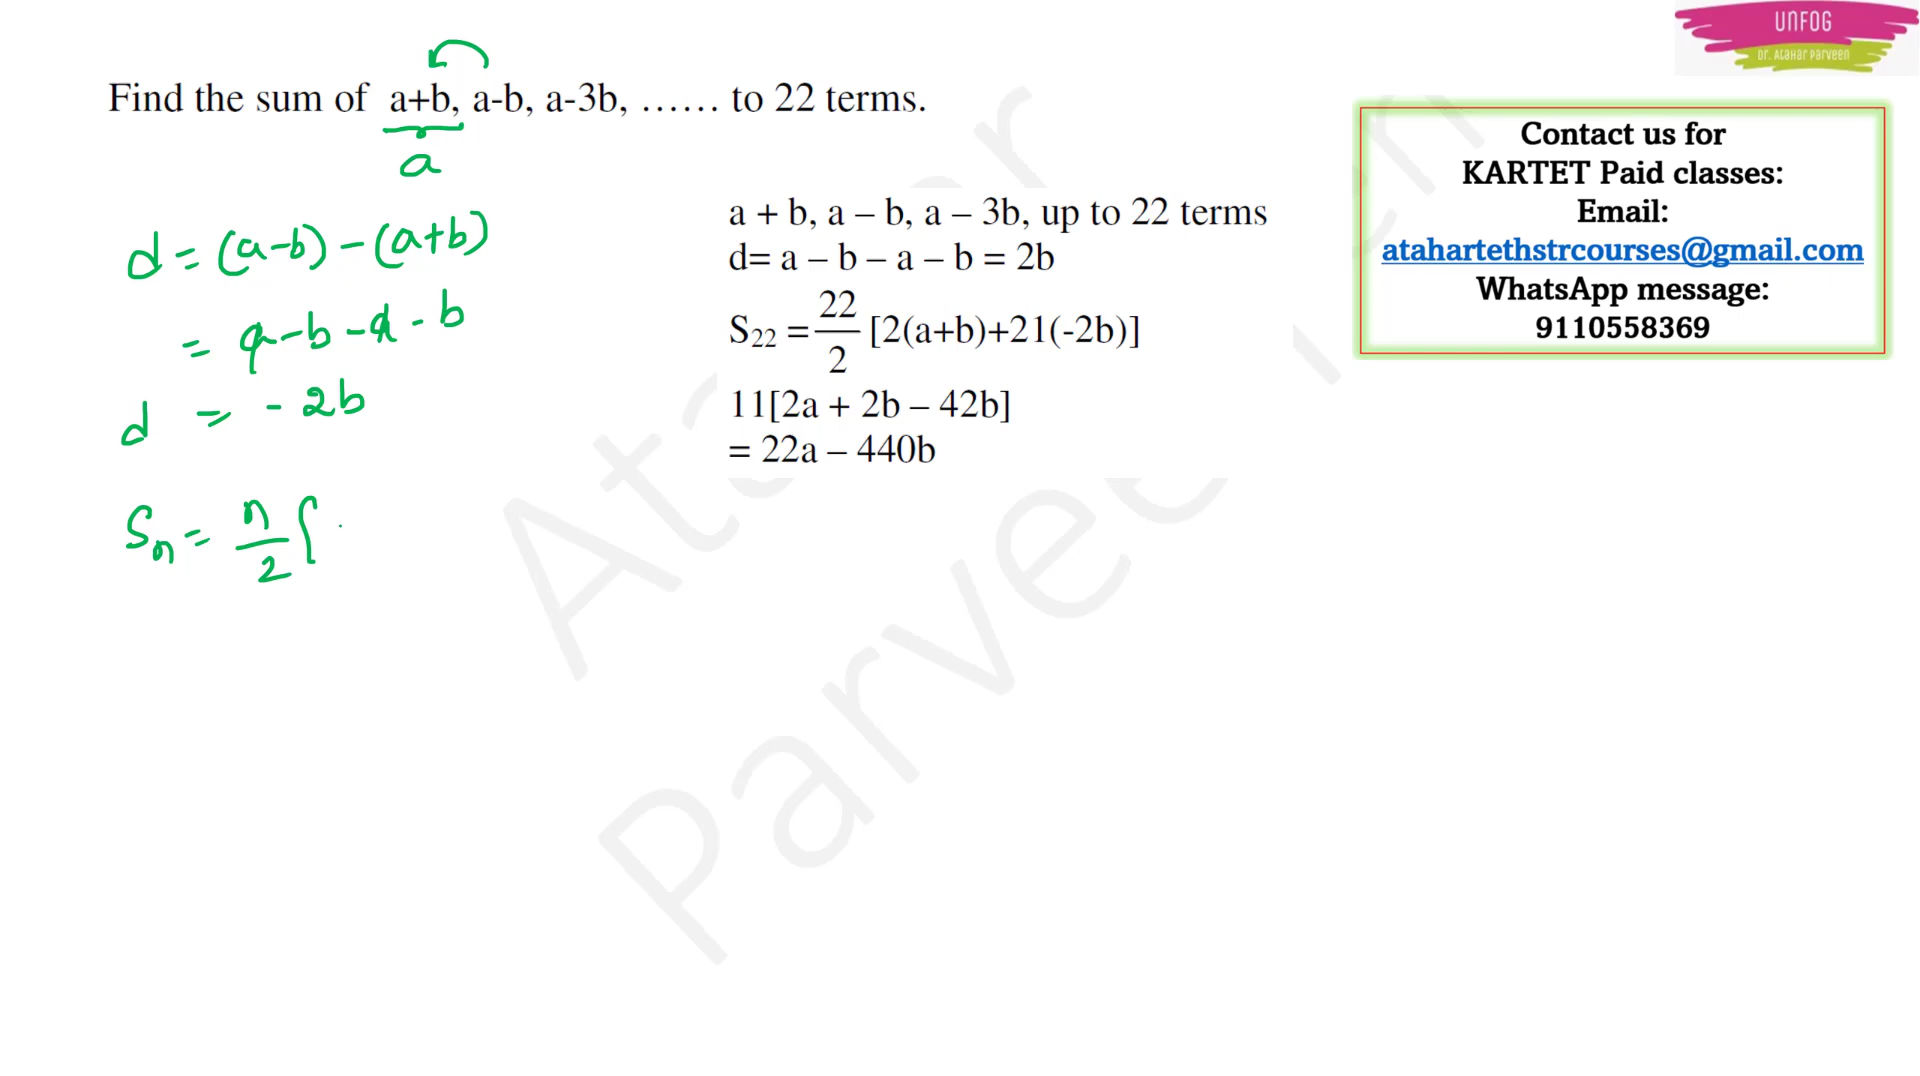 UNFOG
Dr. Atahar Parveen
Find the sum of a+b, a-b, a-3b, …… to 22 terms.
a
d = (a-b) - (a+b)
= a - b - a - b
d = - 2b
Sn = n/2 [
a + b, a – b, a – 3b, up to 22 terms
d= a – b – a – b = 2b
S22 = 22/2 [2(a+b)+21(-2b)]
11[2a + 2b – 42b]
= 22a – 440b
Contact us for
KARTET Paid classes:
Email:
atahartethstrcourses@gmail.com
WhatsApp message:
9110558369
Atahar
Parveen